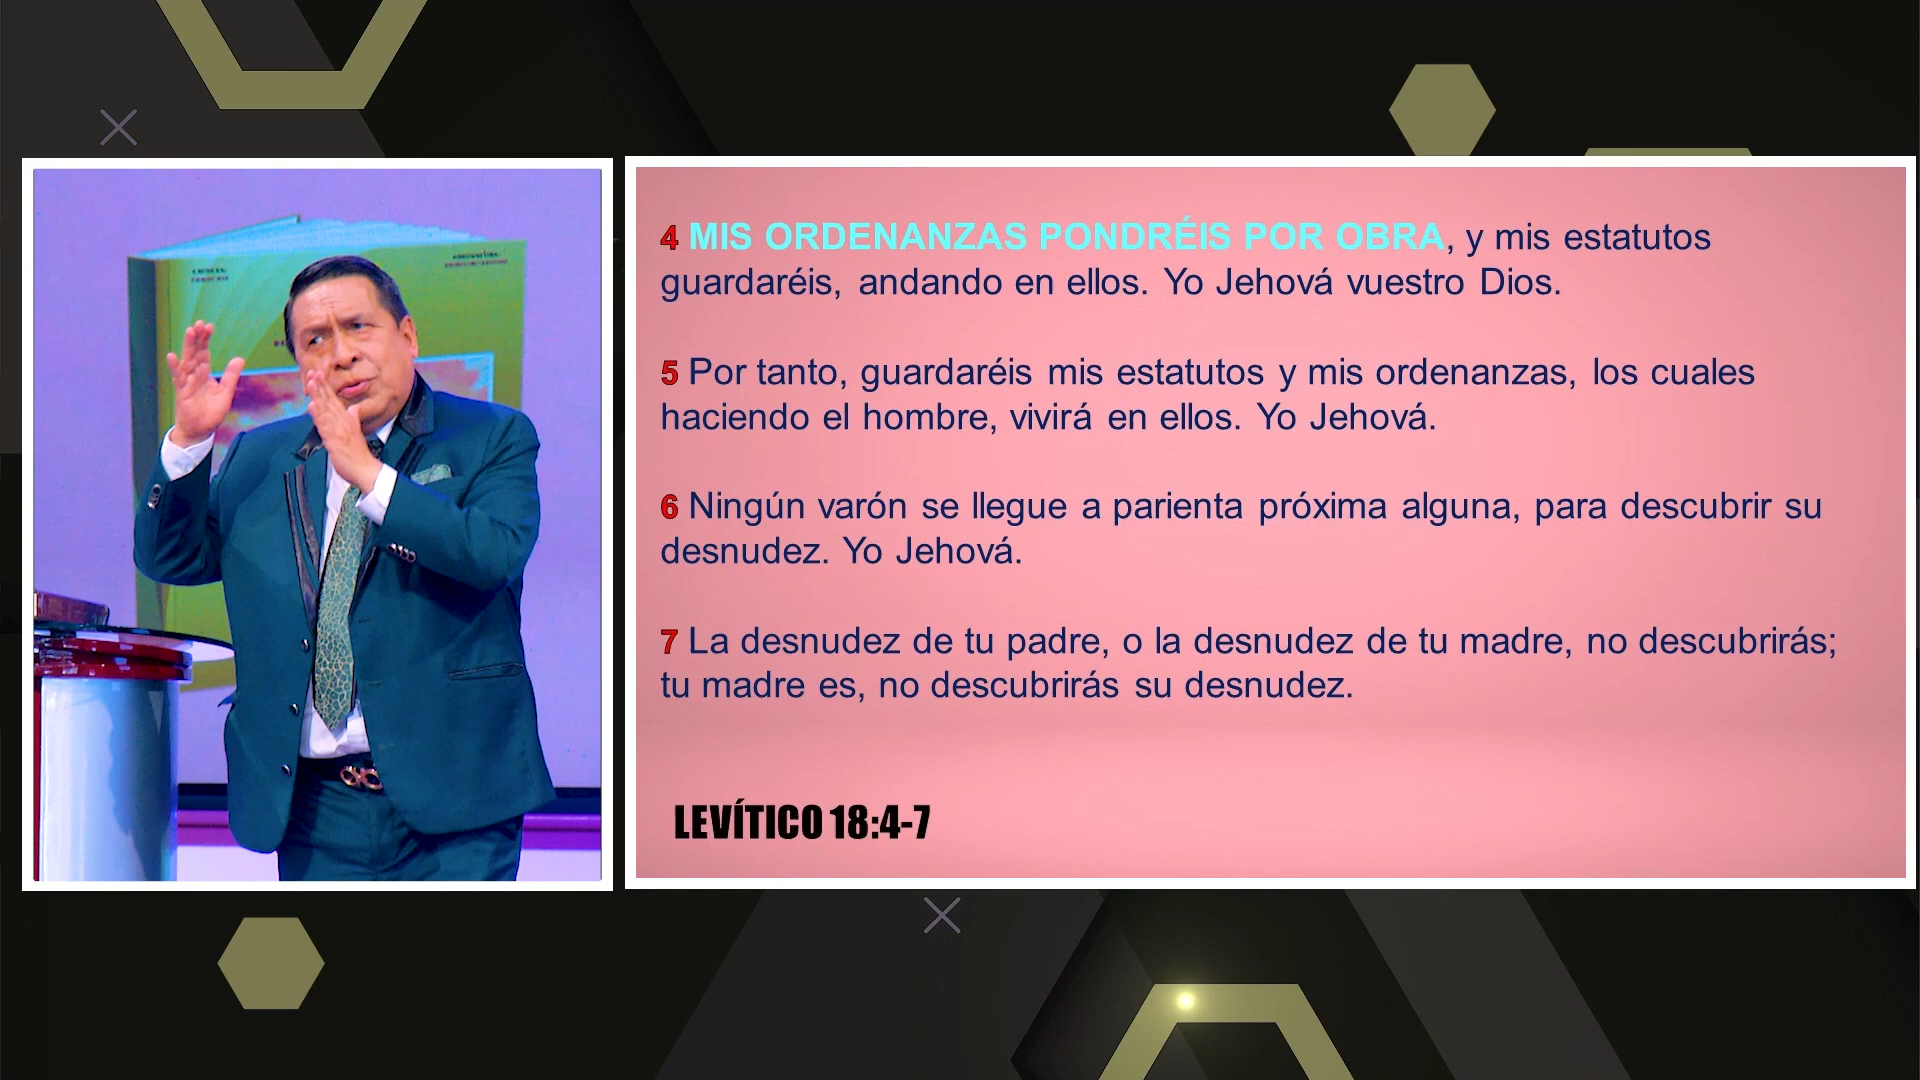 4 MIS ORDENANZAS PONDRÉIS POR OBRA, y mis estatutos
guardaréis, andando en ellos. Yo Jehová vuestro Dios.
5 Por tanto, guardaréis mis estatutos y mis ordenanzas, los cuales
haciendo el hombre, vivirá en ellos. Yo Jehová.
6 Ningún varón se llegue a parienta próxima alguna, para descubrir su
desnudez. Yo Jehová.
7 La desnudez de tu padre, o la desnudez de tu madre, no descubrirás;
tu madre es, no descubrirás su desnudez.
LEVÍTICO 18:4-7